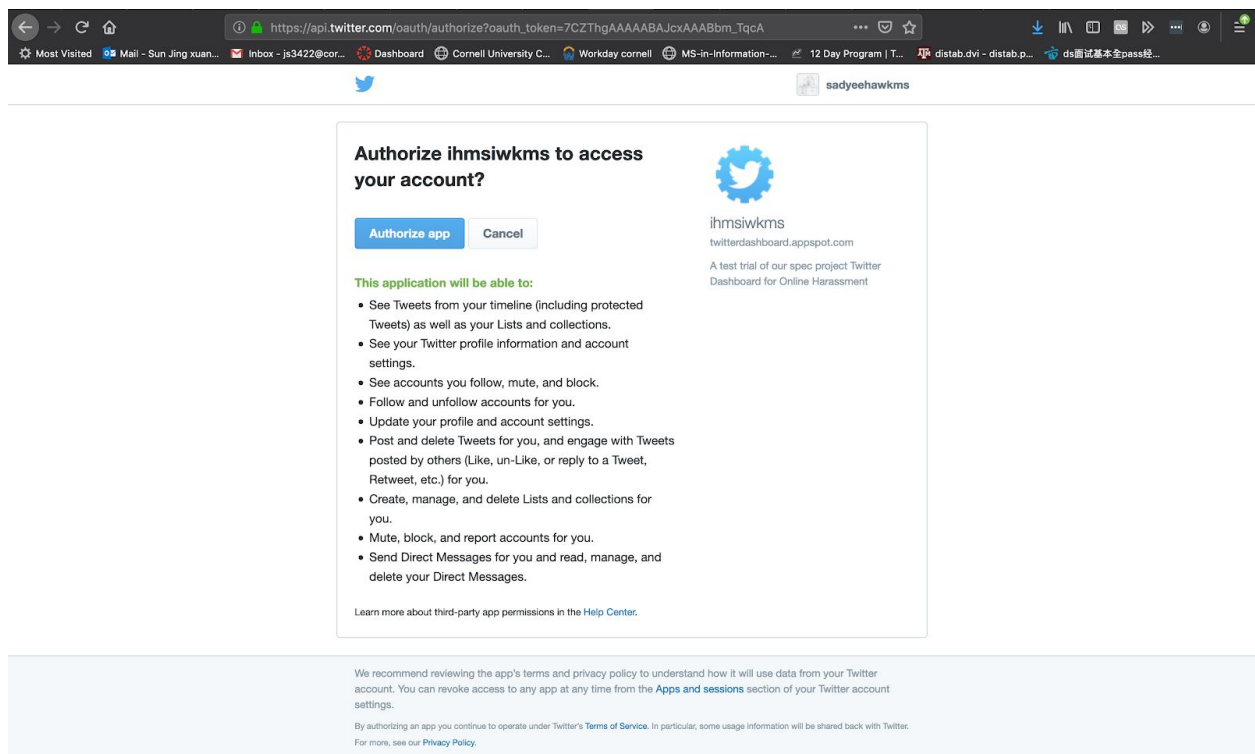 https://api.twitter.com/oauth/authorize?oauth_token=7CZThgAAAAABAJcxAAABbm_TqcA
Most Visited Mail - Sun Jing xuan... Inbox - js3422@cor... Dashboard Cornell University C... Workday cornell MS-in-Information-... 12 Day Program | T... distab.dvi - distab.p... ds面试基本全pass经...
sadyeehawkms
Authorize ihmsiwkms to access
your account?
Authorize app Cancel
ihmsiwkms
twitterdashboard.appspot.com
A test trial of our spec project Twitter
Dashboard for Online Harassment
This application will be able to:
• See Tweets from your timeline (including protected
Tweets) as well as your Lists and collections.
• See your Twitter profile information and account
settings.
• See accounts you follow, mute, and block.
• Follow and unfollow accounts for you.
• Update your profile and account settings.
• Post and delete Tweets for you, and engage with Tweets
posted by others (Like, un-Like, or reply to a Tweet,
Retweet, etc.) for you.
• Create, manage, and delete Lists and collections for
you.
• Mute, block, and report accounts for you.
• Send Direct Messages for you and read, manage, and
delete your Direct Messages.
Learn more about third-party app permissions in the Help Center.
We recommend reviewing the app's terms and privacy policy to understand how it will use data from your Twitter
account. You can revoke access to any app at any time from the Apps and sessions section of your Twitter account
settings.
By authorizing an app you continue to operate under Twitter's Terms of Service. In particular, some usage information will be shared back with Twitter.
For more, see our Privacy Policy.